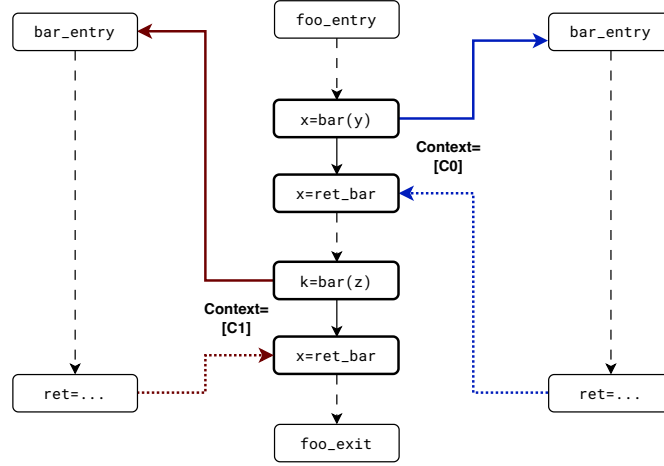 foo_entry
bar_entry
bar_entry
x=bar(y)
Context=
[C0]
x=ret_bar
k=bar(z)
Context=
[C1]
x=ret_bar
ret=...
ret=...
foo_exit